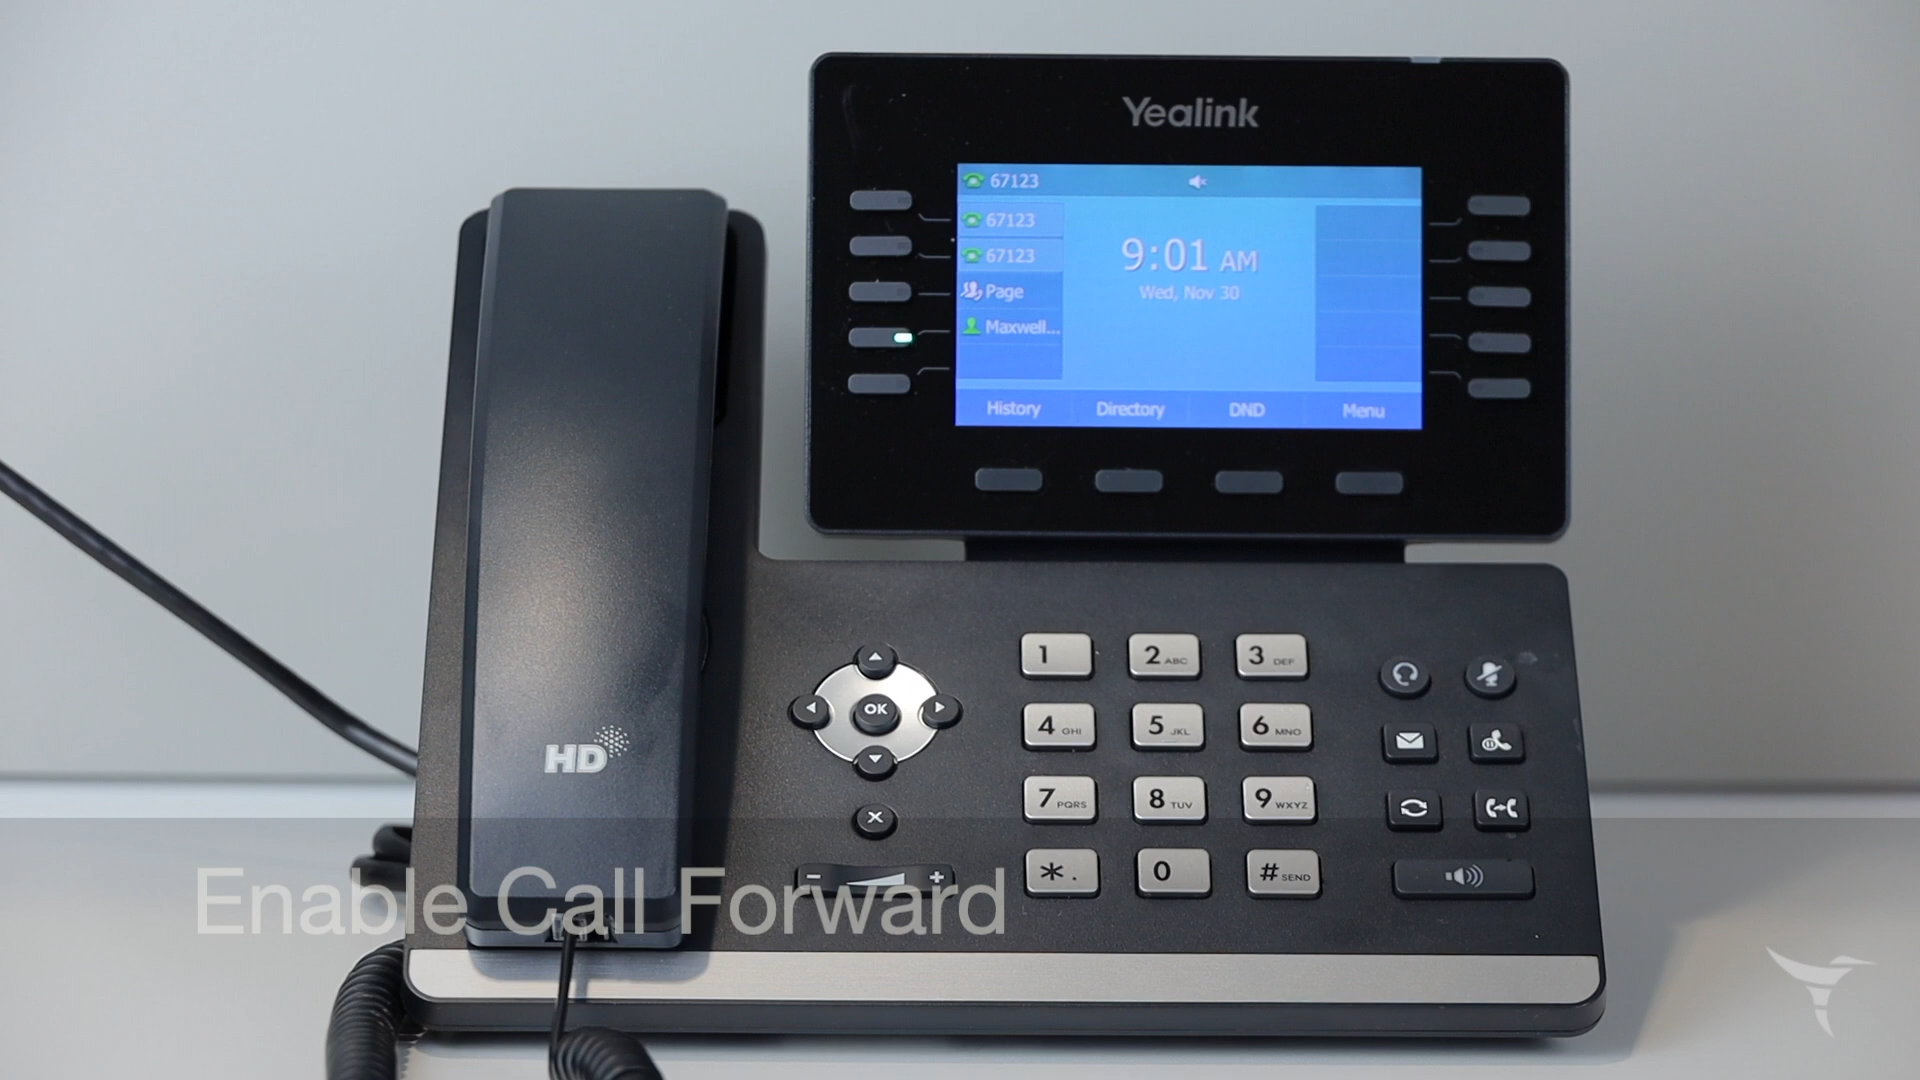 Yealink
67123
67123
67123
Page
Maxwell...
9:01 AM
Wed, Nov 30
History Directory DND Menu
1 2 ABC 3 DEF
4 GHI 5 JKL 6 MNO
7 PQRS 8 TUV 9 WXYZ
* . 0 # SEND
OK
HD
- +
Enable Call Forward